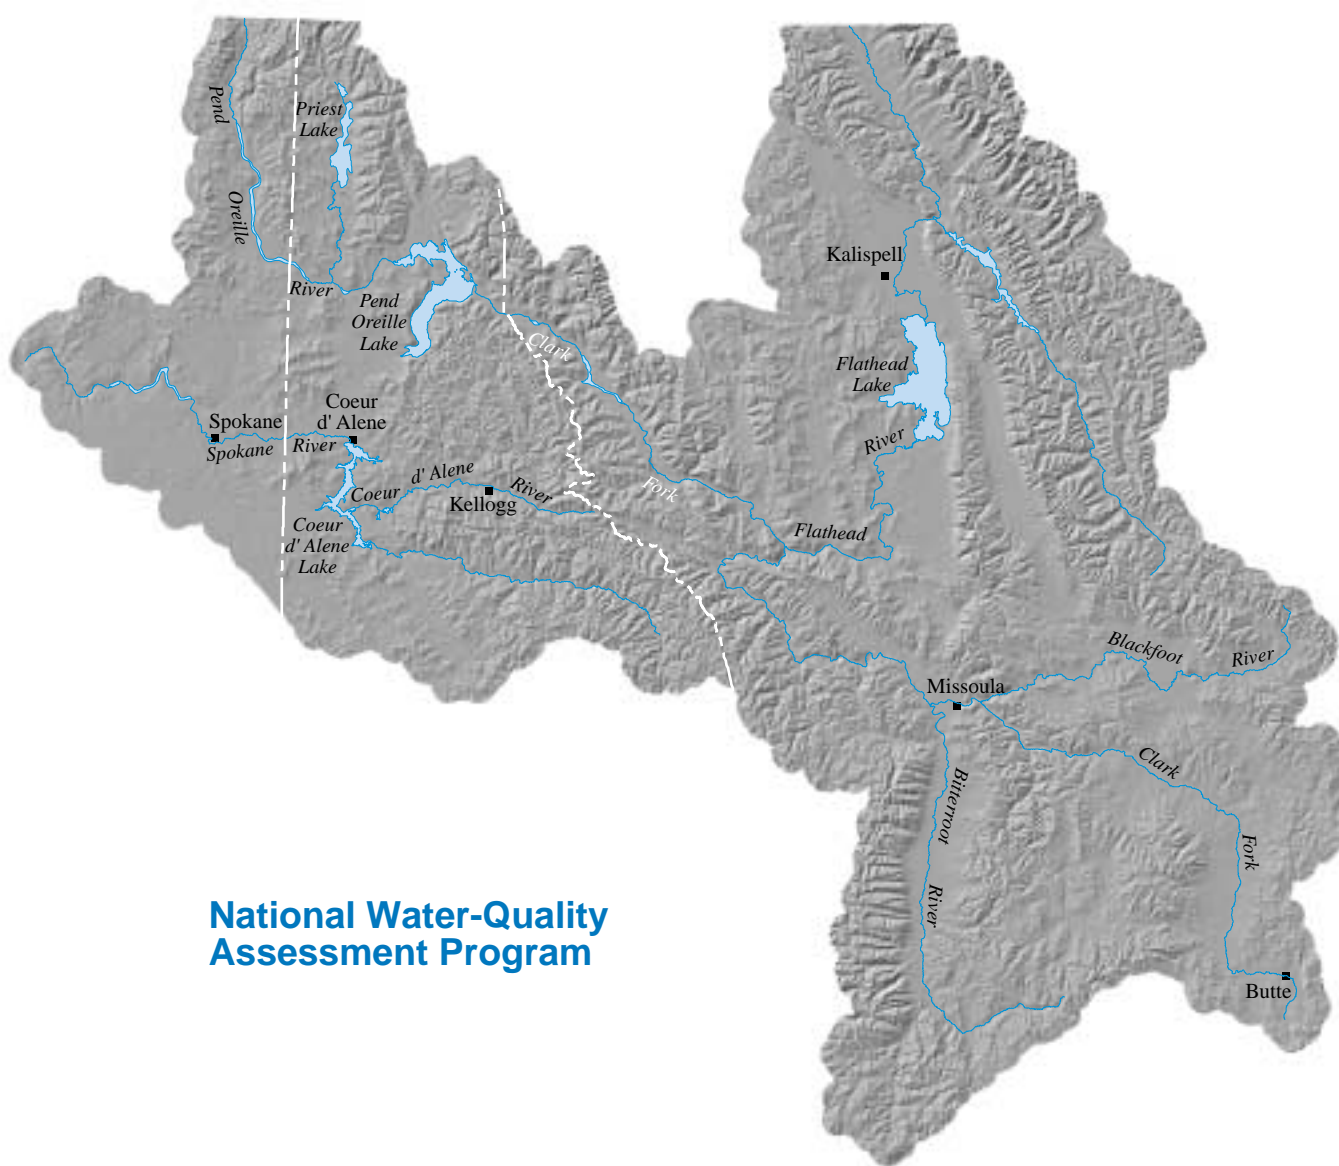 Pend
Oreille
River
Priest
Lake
Pend
Oreille
Lake
Clark
Fork
Kalispell
Flathead
Lake
River
Flathead
Spokane
Spokane
River
Coeur
d' Alene
Coeur
d' Alene
River
Kellogg
Coeur
d' Alene
Lake
Blackfoot
River
Missoula
Clark
Fork
Bitterroot
River
Butte
National Water-Quality
Assessment Program